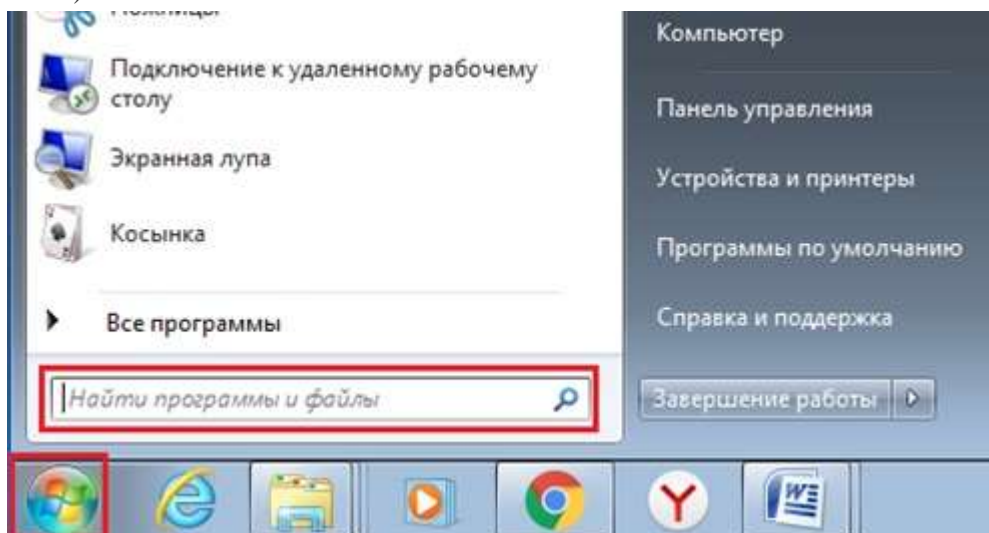 Ножницы
Подключение к удаленному рабочему
столу
Экранная лупа
Косынка
Все программы
Найти программы и файлы
Компьютер
Панель управления
Устройства и принтеры
Программы по умолчанию
Справка и поддержка
Завершение работы